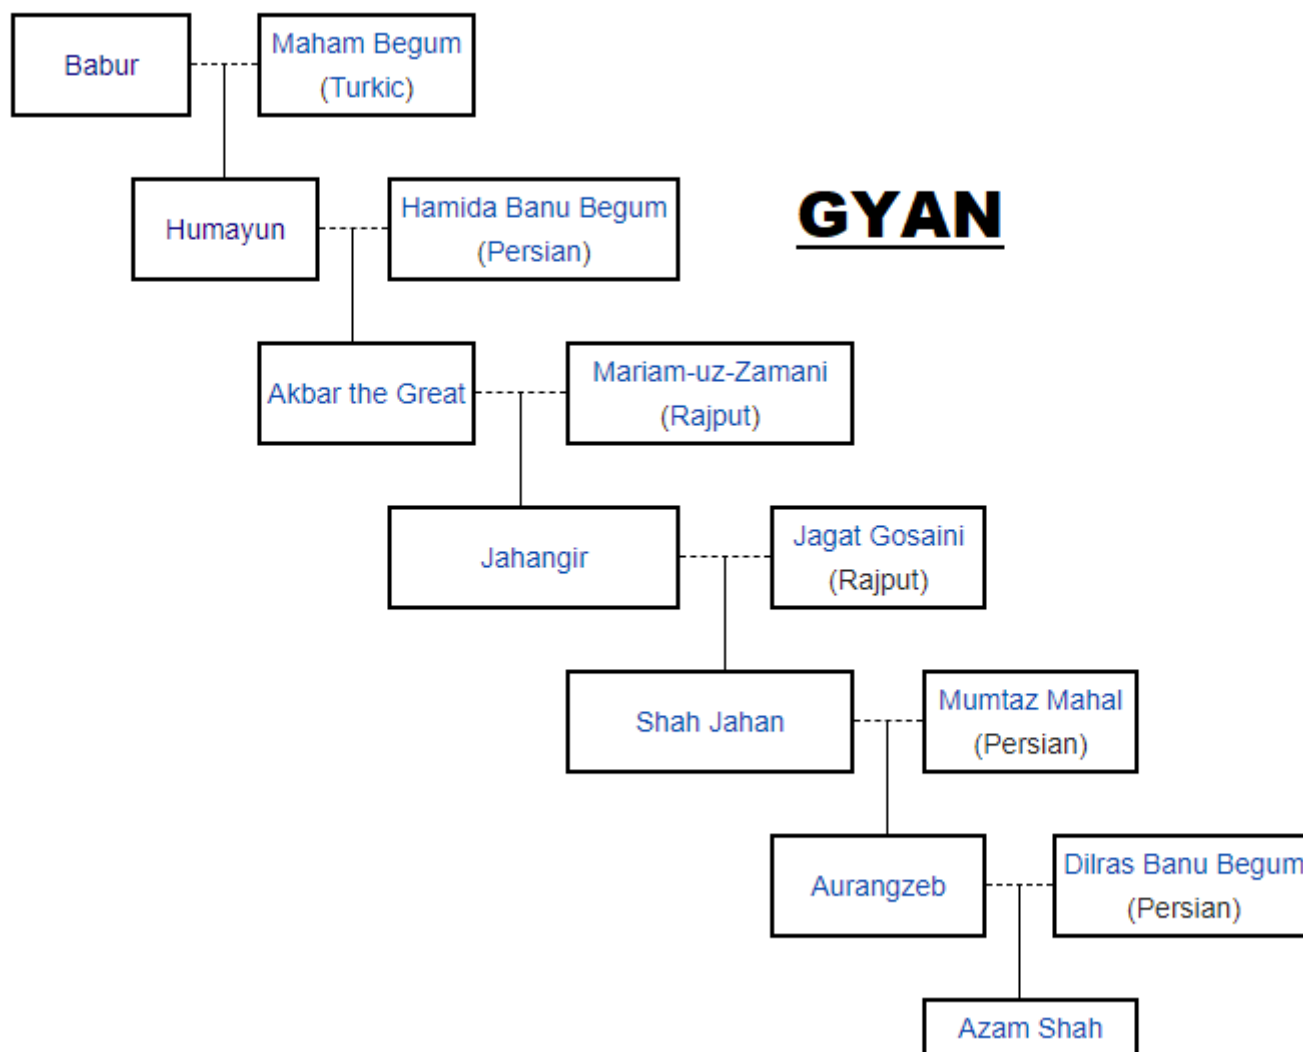 Babur
Maham Begum
(Turkic)
Humayun
Hamida Banu Begum
(Persian)
GYAN
Akbar the Great
Mariam-uz-Zamani
(Rajput)
Jahangir
Jagat Gosaini
(Rajput)
Shah Jahan
Mumtaz Mahal
(Persian)
Aurangzeb
Dilras Banu Begum
(Persian)
Azam Shah